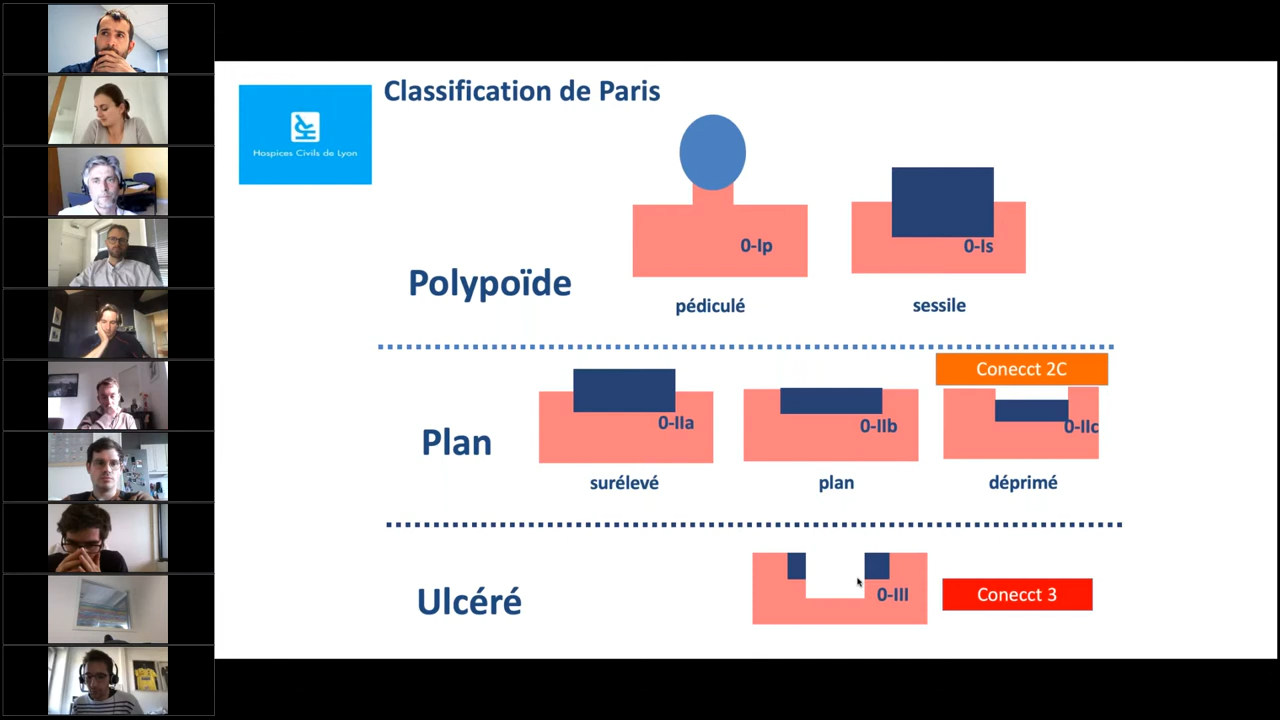 Classification de Paris
Hospices Civils de Lyon
0-Ip
0-Is
Polypoïde
pédiculé
sessile
Conecct 2C
0-IIa
0-IIb
0-IIc
Plan
surélevé
plan
déprimé
Ulcéré
0-III
Conecct 3